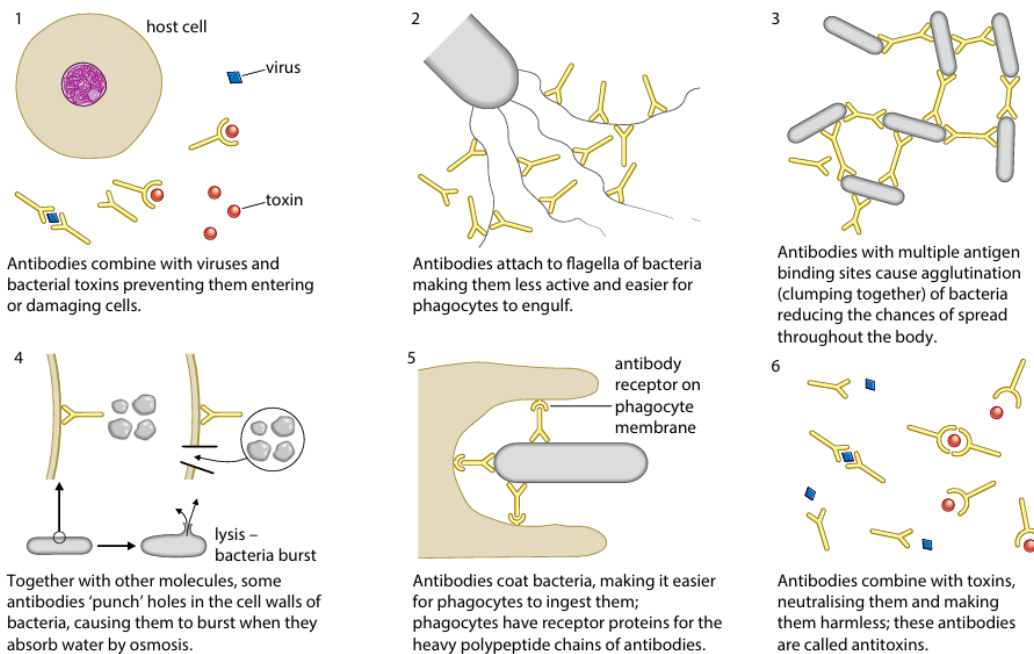 1
host cell
virus
toxin
Antibodies combine with viruses and
bacterial toxins preventing them entering
or damaging cells.
2
Antibodies attach to flagella of bacteria
making them less active and easier for
phagocytes to engulf.
3
Antibodies with multiple antigen
binding sites cause agglutination
(clumping together) of bacteria
reducing the chances of spread
throughout the body.
4
lysis –
bacteria burst
Together with other molecules, some
antibodies ‘punch’ holes in the cell walls of
bacteria, causing them to burst when they
absorb water by osmosis.
5
antibody
receptor on
phagocyte
membrane
Antibodies coat bacteria, making it easier
for phagocytes to ingest them;
phagocytes have receptor proteins for the
heavy polypeptide chains of antibodies.
6
Antibodies combine with toxins,
neutralising them and making
them harmless; these antibodies
are called antitoxins.